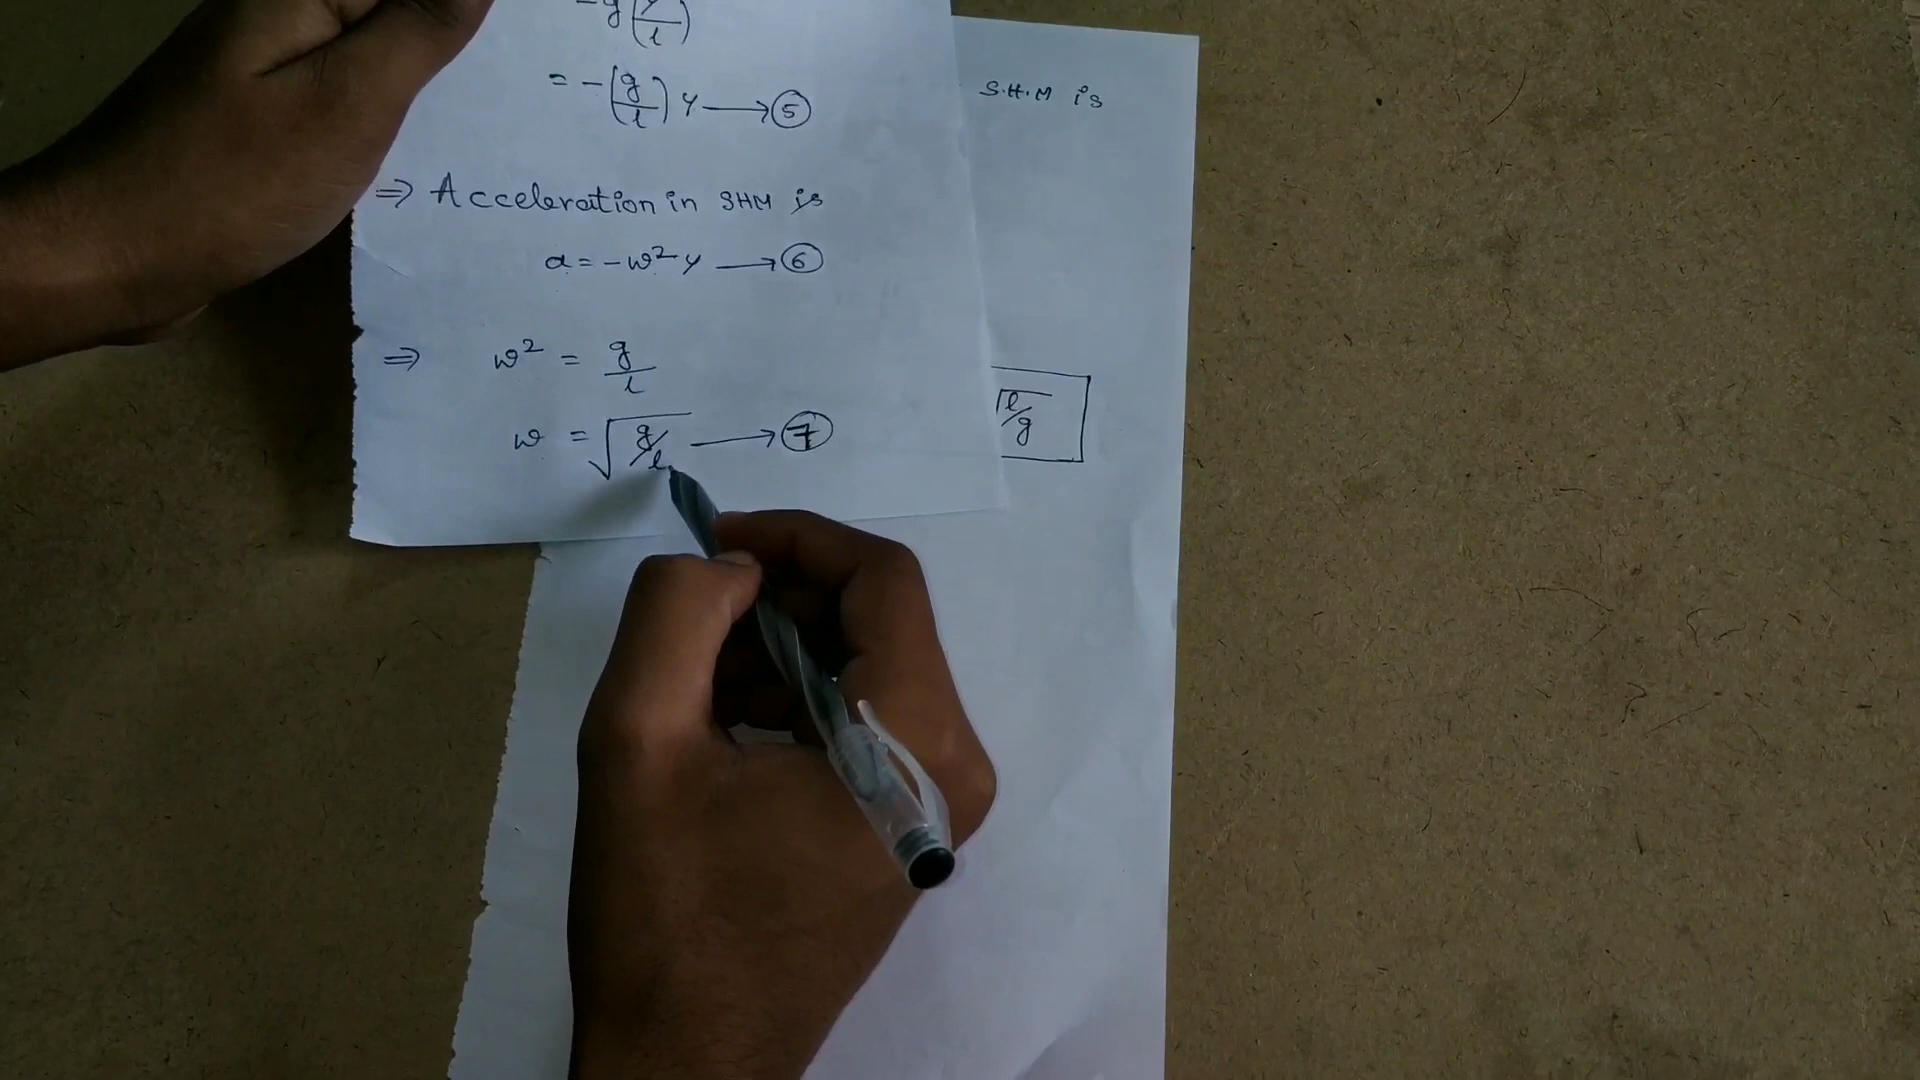 -g(y/l)
= -(g/l) y ⟶ ⑤
⇒ Acceleration in SHM is
a = -ω² y ⟶ ⑥
⇒ ω² = g/l
ω = √g/l ⟶ ⑦
S.H.M is
√l/g